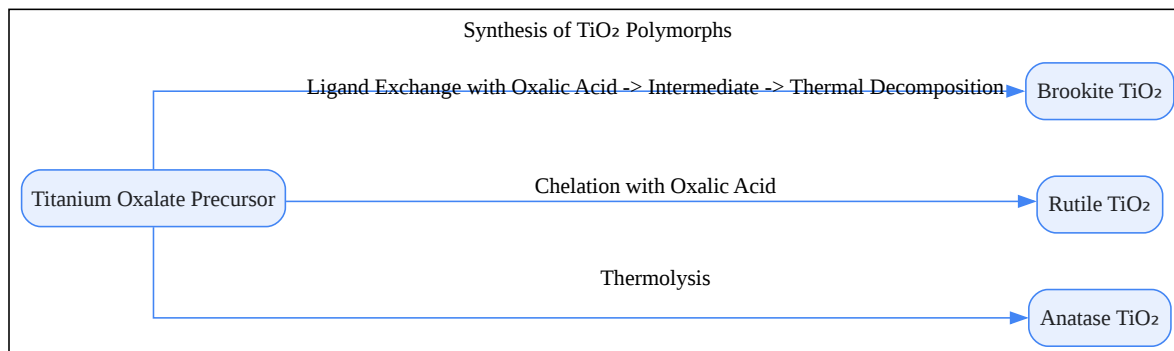 Synthesis of TiO₂ Polymorphs
Ligand Exchange with Oxalic Acid -> Intermediate -> Thermal Decomposition
Brookite TiO₂
Titanium Oxalate Precursor
Chelation with Oxalic Acid
Rutile TiO₂
Thermolysis
Anatase TiO₂